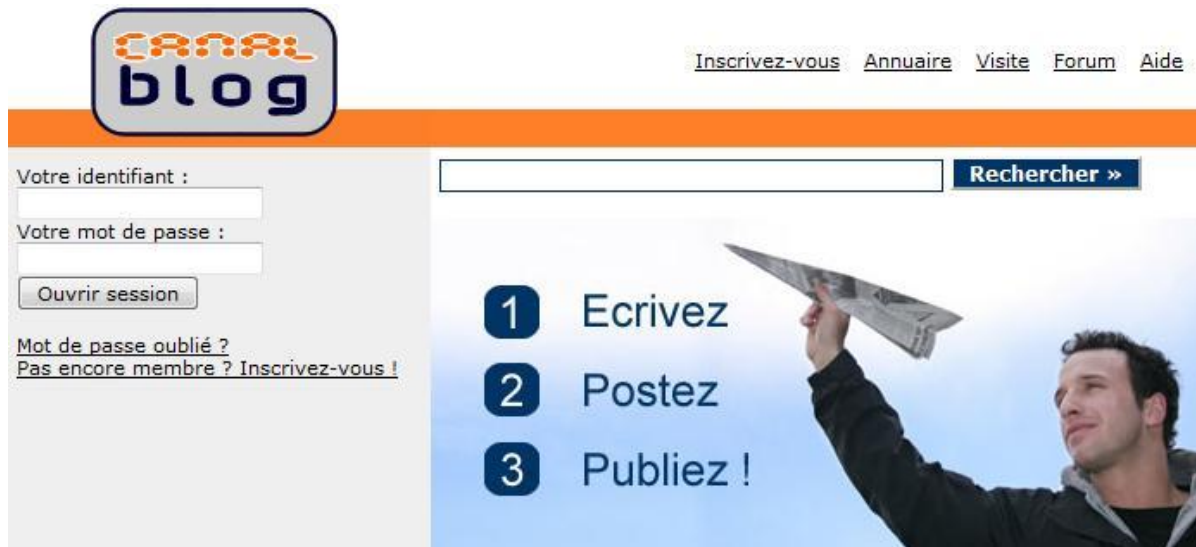 CANAL
blog
Inscrivez-vous Annuaire Visite Forum Aide
Votre identifiant :
Votre mot de passe :
Ouvrir session
Mot de passe oublié ?
Pas encore membre ? Inscrivez-vous !
Rechercher »
1 Ecrivez
2 Postez
3 Publiez !